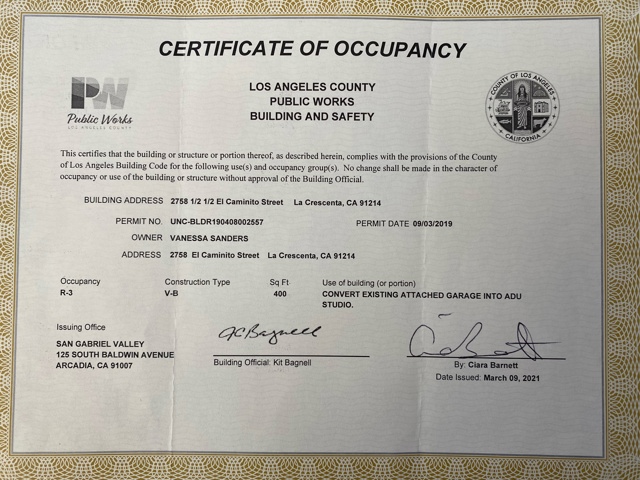 CERTIFICATE OF OCCUPANCY
PW
Public Works
LOS ANGELES COUNTY
LOS ANGELES COUNTY
PUBLIC WORKS
BUILDING AND SAFETY
COUNTY OF LOS ANGELES
CALIFORNIA
This certifies that the building or structure or portion thereof, as described herein, complies with the provisions of the County
of Los Angeles Building Code for the following use(s) and occupancy group(s). No change shall be made in the character of
occupancy or use of the building or structure without approval of the Building Official.
BUILDING ADDRESS 2758 1/2 1/2 El Caminito Street La Crescenta, CA 91214
PERMIT NO. UNC-BLDR190408002557 PERMIT DATE 09/03/2019
OWNER VANESSA SANDERS
ADDRESS 2758 El Caminito Street La Crescenta, CA 91214
Occupancy Construction Type Sq Ft Use of building (or portion)
R-3 V-B 400 CONVERT EXISTING ATTACHED GARAGE INTO ADU
STUDIO.
Issuing Office
SAN GABRIEL VALLEY
125 SOUTH BALDWIN AVENUE
ARCADIA, CA 91007
Building Official: Kit Bagnell
By: Ciara Barnett
Date Issued: March 09, 2021